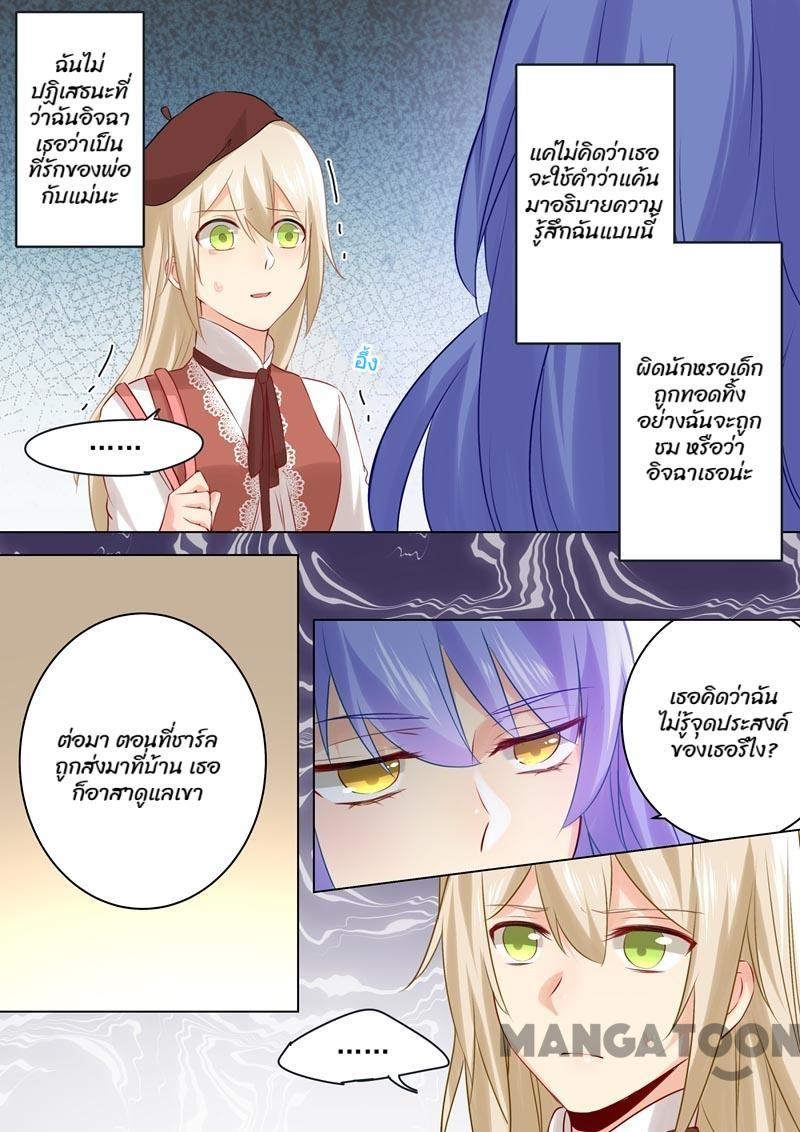 ฉันไม่
ปฏิเสธนะที่
ว่าฉันอิจฉา
เธอว่าเป็น
ที่รักของพ่อ
กับแม่นะ
แค่ไม่คิดว่าเธอ
จะใช้คำว่าแค้น
มาอธิบายความ
รู้สึกฉันแบบนี้
ผิดนักหรอเด็ก
ถูกทอดทิ้ง
อย่างฉันจะถูก
ชม หรือว่า
อิจฉาเธอน่ะ
อึ้ง
......
เธอคิดว่าฉัน
ไม่รู้จุดประสงค์
ของเธอรึไง?
ต่อมา ตอนที่ชาร์ล
ถูกส่งมาที่บ้าน เธอ
ก็อาสาดูแลเขา
......
MANGATOON